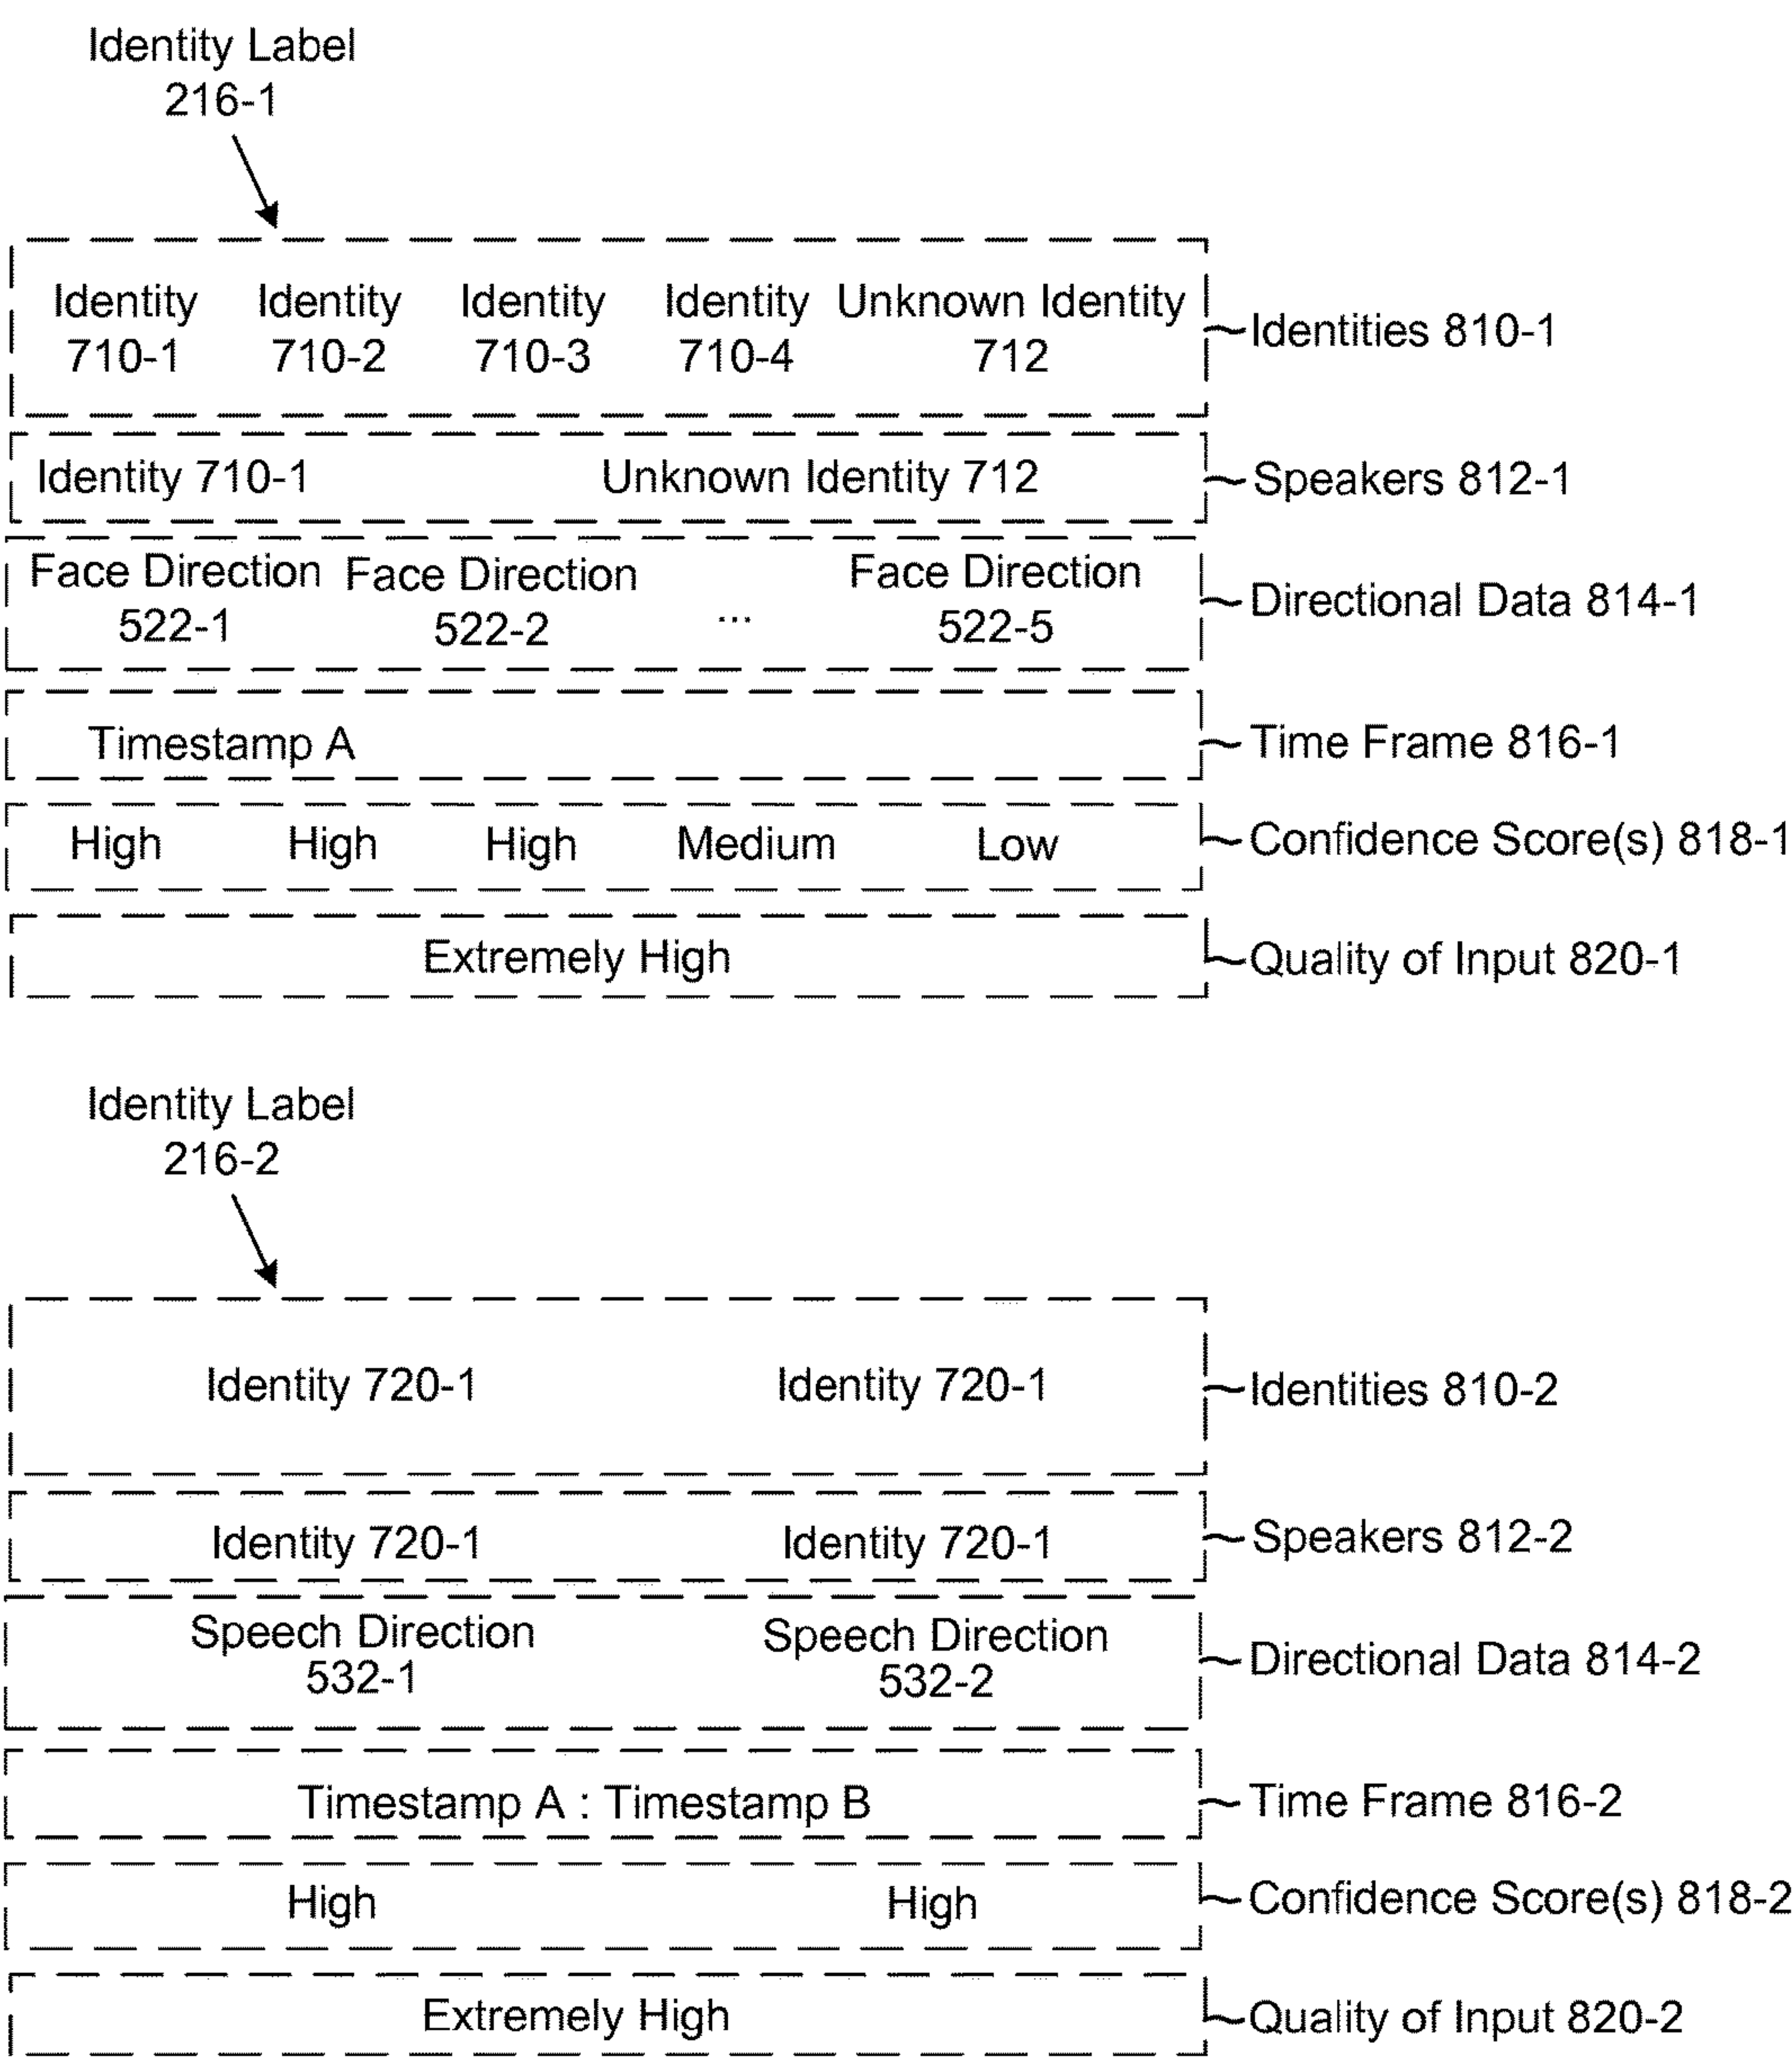 Identity Label
216-1
Identity Identity Identity Identity Unknown Identity
710-1 710-2 710-3 710-4 712
Identities 810-1
Identity 710-1 Unknown Identity 712
Speakers 812-1
Face Direction Face Direction Face Direction
522-1 522-2 ... 522-5
Directional Data 814-1
Timestamp A
Time Frame 816-1
High High High Medium Low
Confidence Score(s) 818-1
Extremely High
Quality of Input 820-1
Identity Label
216-2
Identity 720-1 Identity 720-1
Identities 810-2
Identity 720-1 Identity 720-1
Speakers 812-2
Speech Direction Speech Direction
532-1 532-2
Directional Data 814-2
Timestamp A : Timestamp B
Time Frame 816-2
High High
Confidence Score(s) 818-2
Extremely High
Quality of Input 820-2